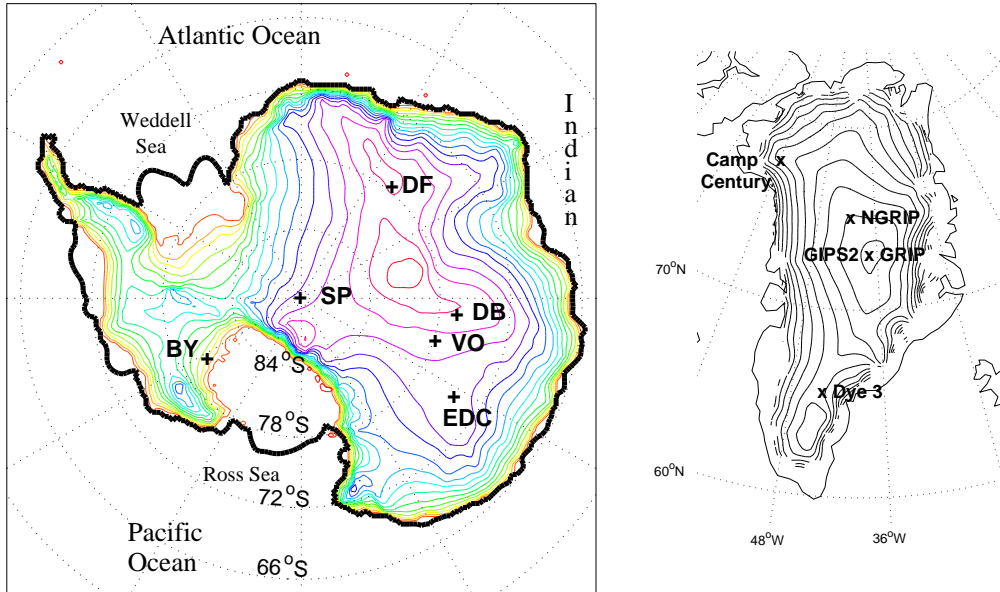 Atlantic Ocean
Weddell
Sea
I
n
d
i
a
n
DF
SP
DB
VO
BY
84°S
EDC
78°S
Ross Sea
72°S
Pacific
Ocean
66°S
Camp
Century
x
x NGRIP
GIPS2 x GRIP
70°N
x Dye 3
60°N
48°W
36°W